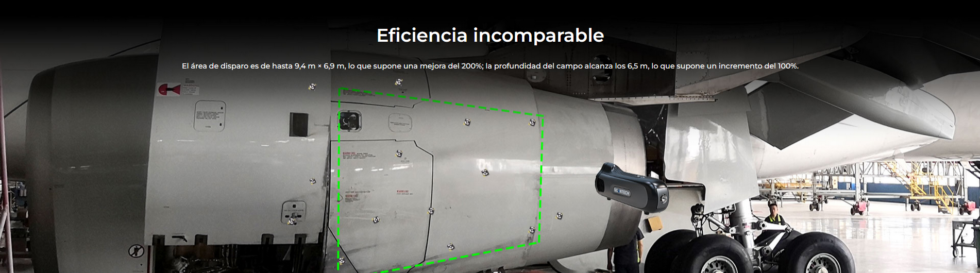 Eficiencia incomparable
El área de disparo es de hasta 9,4 m × 6,9 m, lo que supone una mejora del 200%; la profundidad del campo alcanza los 6,5 m, lo que supone un incremento del 100%.